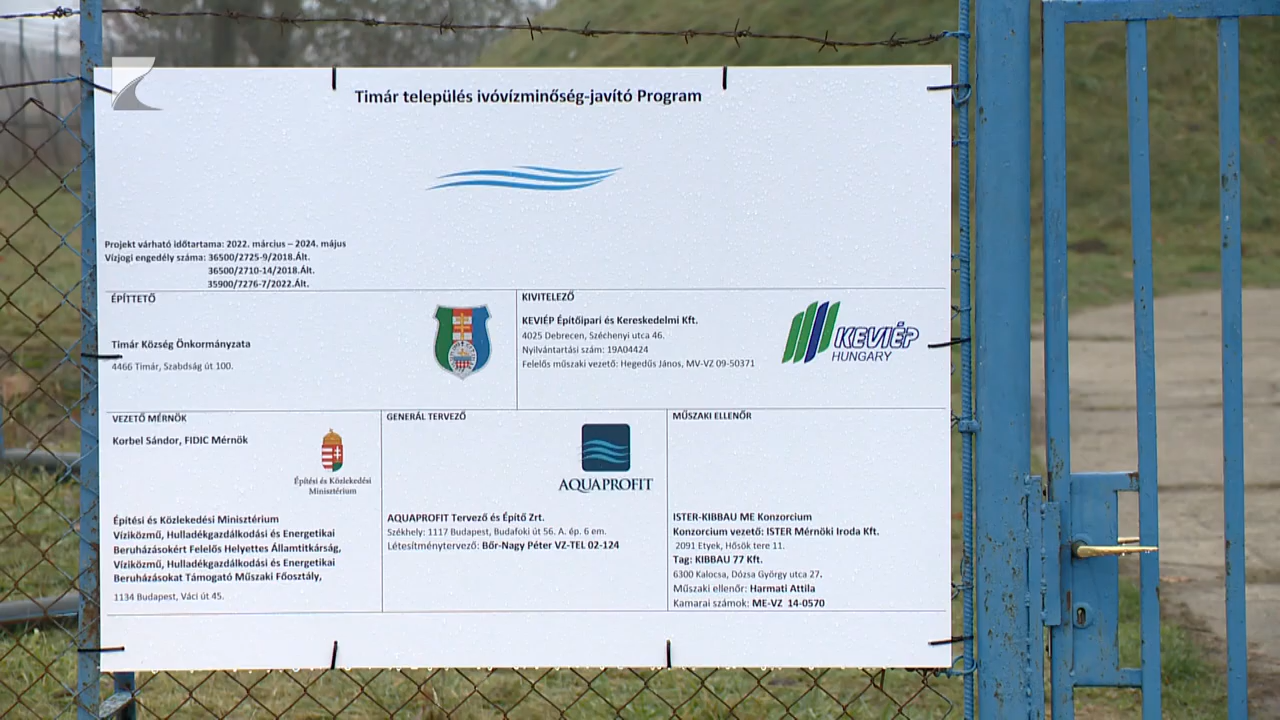 Timár település ivóvízminőség-javító Program
Projekt várható időtartama: 2022. március – 2024. május
Vízjogi engedély száma: 36500/2725-9/2018.Ált.
36500/2710-14/2018.Ált.
35900/7276-7/2022.Ált.
ÉPÍTTETŐ
Timár Község Önkormányzata
4466 Timár, Szabdság út 100.
KIVITELEZŐ
KEVIÉP Építőipari és Kereskedelmi Kft.
4025 Debrecen, Széchenyi utca 46.
Nyilvántartási szám: 19A04424
Felelős műszaki vezető: Hegedűs János, MV-VZ 09-50371
KEVIÉP
HUNGARY
VEZETŐ MÉRNÖK
Korbel Sándor, FIDIC Mérnök
Építési és Közlekedési
Minisztérium
Építési és Közlekedési Minisztérium
Víziközmű, Hulladékgazdálkodási és Energetikai
Beruházásokért Felelős Helyettes Államtitkárság,
Víziközmű, Hulladékgazdálkodási és Energetikai
Beruházásokat Támogató Műszaki Főosztály,
1134 Budapest, Váci út 45.
GENERÁL TERVEZŐ
AQUAPROFIT
AQUAPROFIT Tervező és Építő Zrt.
Székhely: 1117 Budapest, Budafoki út 56. A. ép. 6 em.
Létesítménytervező: Bőr-Nagy Péter VZ-TEL 02-124
MŰSZAKI ELLENŐR
ISTER-KIBBAU ME Konzorcium
Konzorcium vezető: ISTER Mérnöki Iroda Kft.
2091 Etyek, Hősök tere 11.
Tag: KIBBAU 77 Kft.
6300 Kalocsa, Dózsa György utca 27.
Műszaki ellenőr: Harmati Attila
Kamarai számok: ME-VZ 14-0570